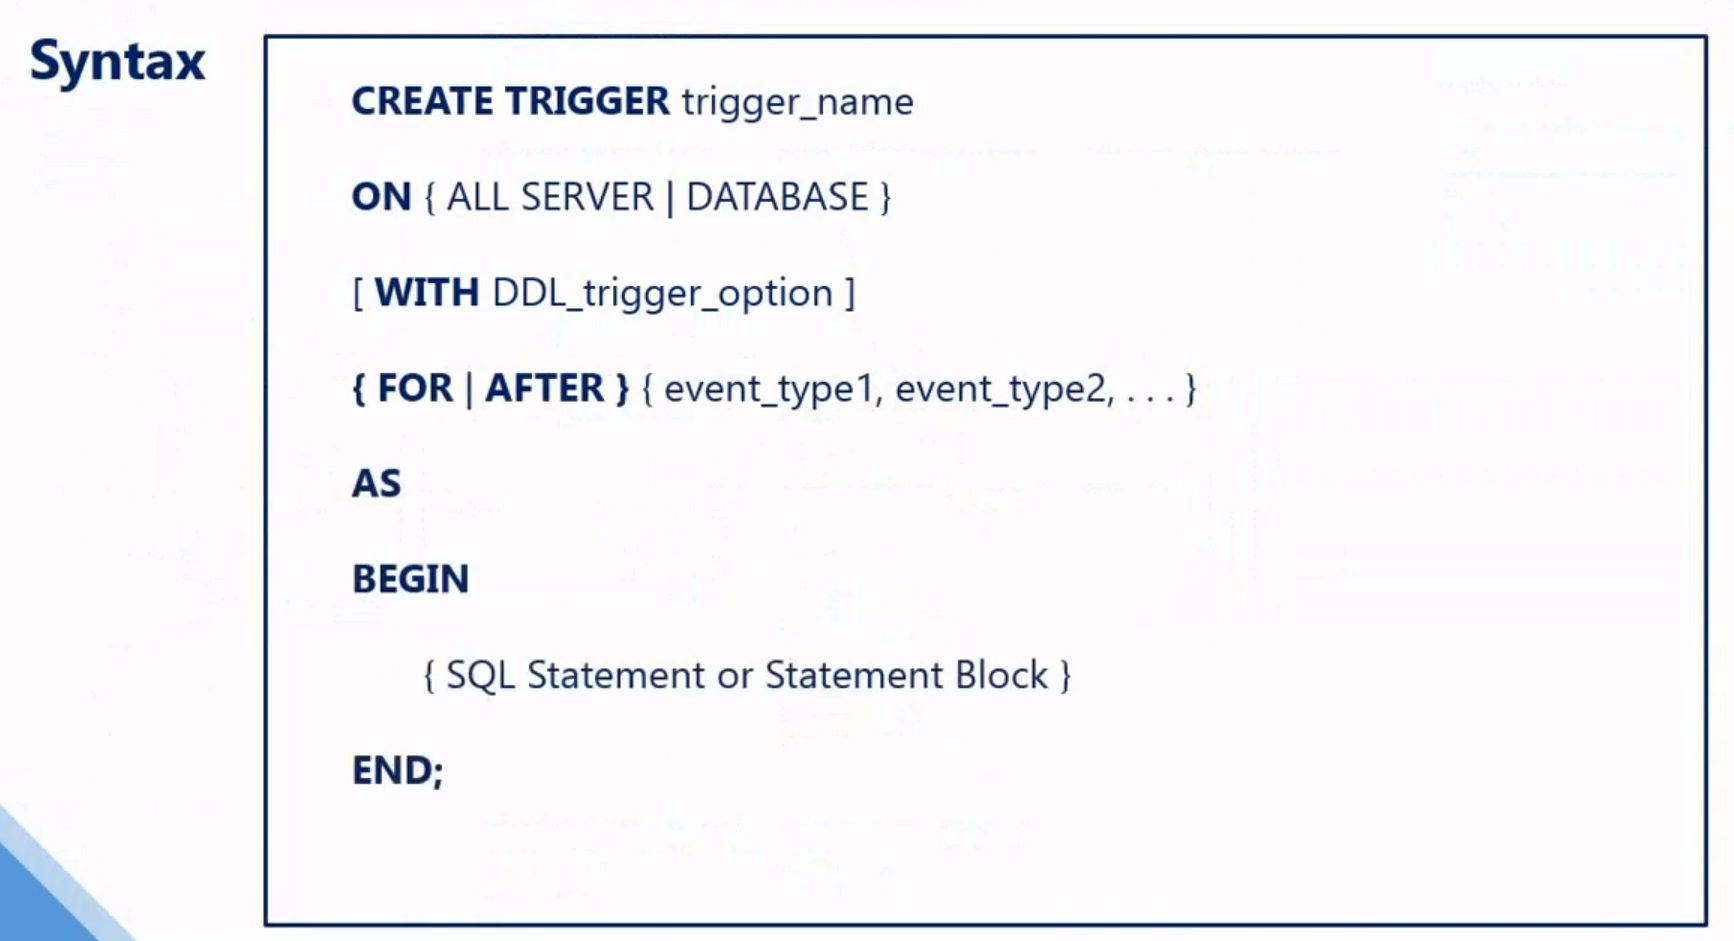 Syntax
CREATE TRIGGER trigger_name
ON { ALL SERVER | DATABASE }
[ WITH DDL_trigger_option ]
{ FOR | AFTER } { event_type1, event_type2, . . . }
AS
BEGIN
{ SQL Statement or Statement Block }
END;